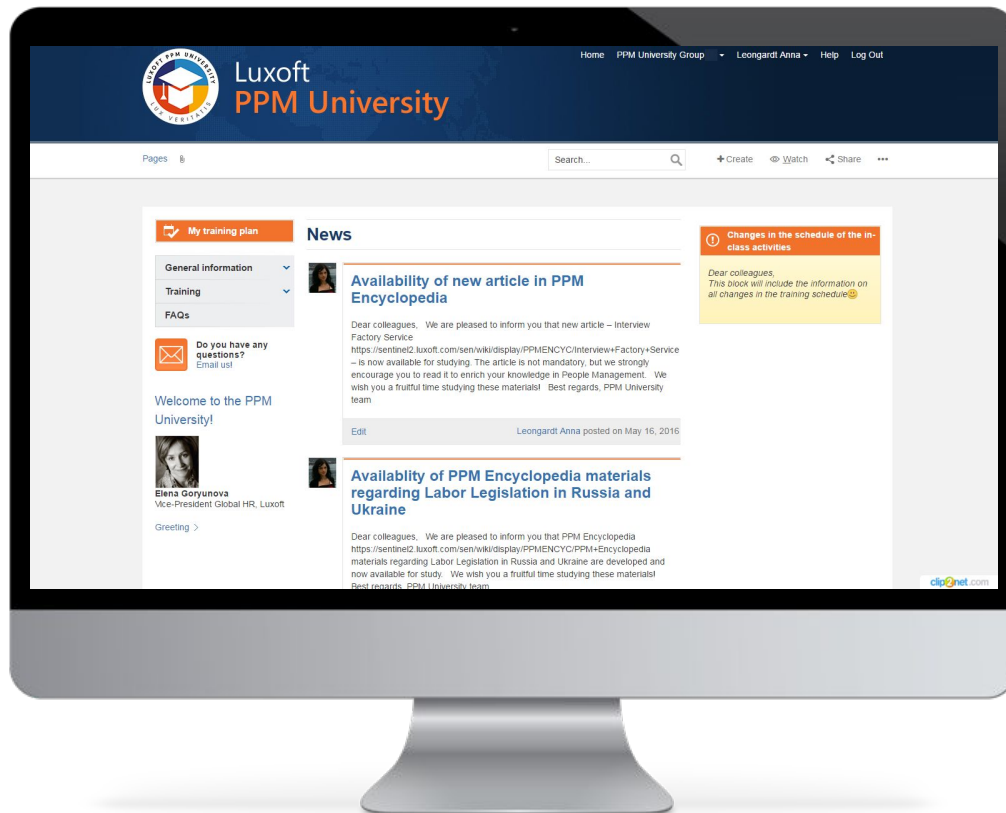 LUXOFT PPM UNIVERSITY
LUX VERITATIS
Luxoft
PPM University
Home PPM University Group Leongardt Anna Help Log Out
Pages
Search...
Create Watch Share
My training plan
General information
Training
FAQs
Do you have any
questions?
Email us!
Welcome to the PPM
University!
Elena Goryunova
Vice-President Global HR, Luxoft
Greeting >
News
Availability of new article in PPM
Encyclopedia
Dear colleagues, We are pleased to inform you that new article – Interview
Factory Service
https://sentinel2.luxoft.com/sen/wiki/display/PPMENCYC/Interview+Factory+Service
– is now available for studying. The article is not mandatory, but we strongly
encourage you to read it to enrich your knowledge in People Management. We
wish you a fruitful time studying these materials! Best regards, PPM University
team
Edit Leongardt Anna posted on May 16, 2016
Availablity of PPM Encyclopedia materials
regarding Labor Legislation in Russia and
Ukraine
Dear colleagues, We are pleased to inform you that PPM Encyclopedia
https://sentinel2.luxoft.com/sen/wiki/display/PPMENCYC/PPM+Encyclopedia
materials regarding Labor Legislation in Russia and Ukraine are developed and
now available for study. We wish you a fruitful time studying these materials!
Best regards, PPM University team
Changes in the schedule of the in-
class activities
Dear colleagues,
This block will include the information on
all changes in the training schedule
clip2net.com